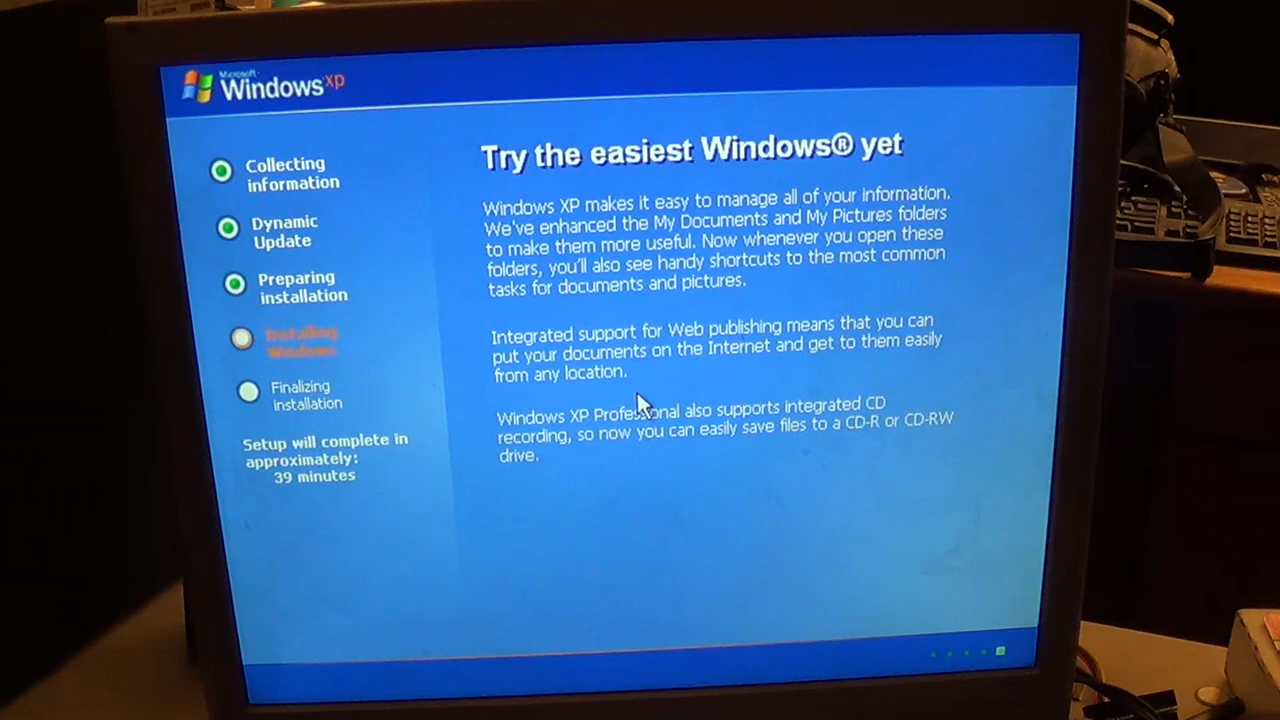 Microsoft
Windows xp
Collecting
information
Dynamic
Update
Preparing
installation
Installing
Windows
Finalizing
installation
Setup will complete in
approximately:
39 minutes
Try the easiest Windows® yet
Windows XP makes it easy to manage all of your information.
We've enhanced the My Documents and My Pictures folders
to make them more useful. Now whenever you open these
folders, you'll also see handy shortcuts to the most common
tasks for documents and pictures.
Integrated support for Web publishing means that you can
put your documents on the Internet and get to them easily
from any location.
Windows XP Professional also supports integrated CD
recording, so now you can easily save files to a CD-R or CD-RW
drive.